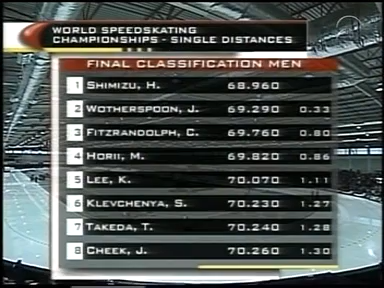 WORLD SPEEDSKATING
CHAMPIONSHIPS - SINGLE DISTANCES
FINAL CLASSIFICATION MEN
1 SHIMIZU, H. 68.960
2 WOTHERSPOON, J. 69.290 0.33
3 FITZRANDOLPH, C. 69.760 0.80
4 HORII, M. 69.820 0.86
5 LEE, K. 70.070 1.11
6 KLEVCHENYA, S. 70.230 1.27
7 TAKEDA, T. 70.240 1.28
8 CHEEK, J. 70.260 1.30